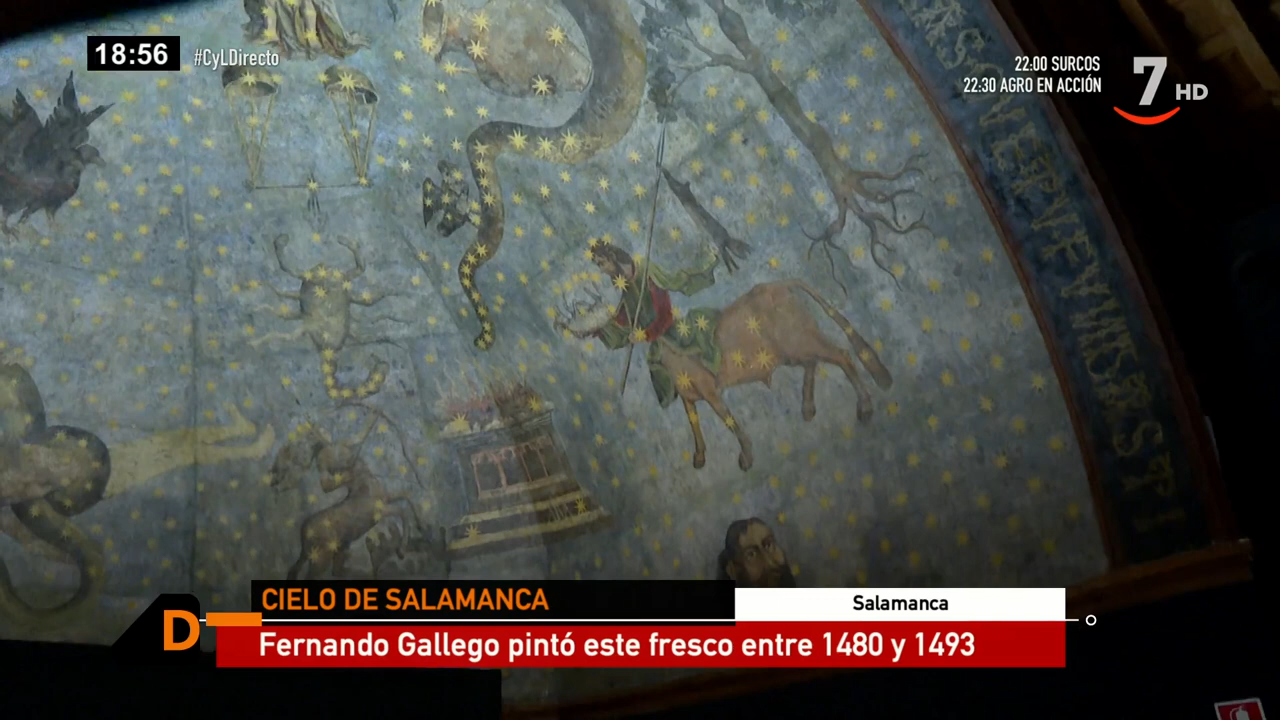 18:56
#CyLDirecto
22:00 SURCOS
22:30 AGRO EN ACCIÓN
7 HD
D
CIELO DE SALAMANCA
Salamanca
Fernando Gallego pintó este fresco entre 1480 y 1493